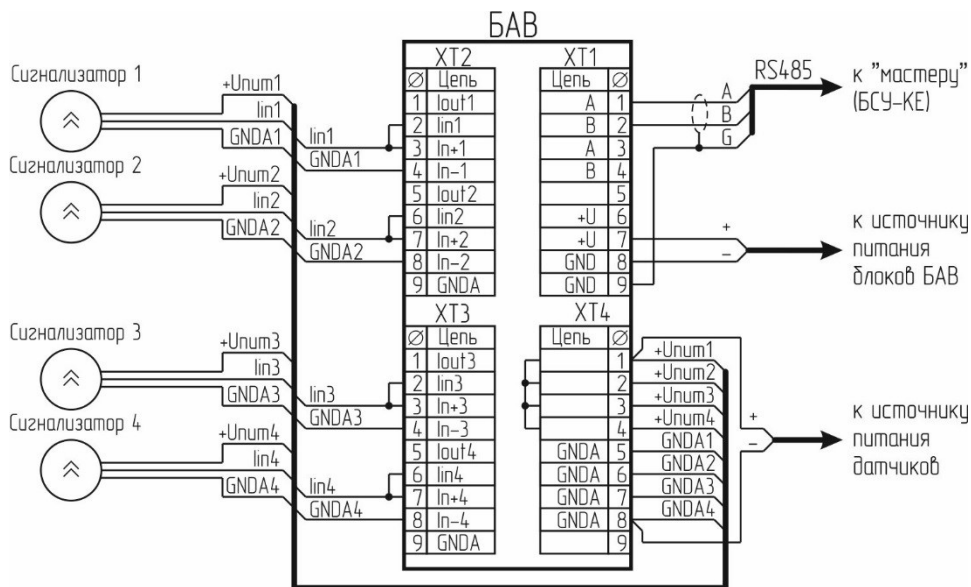 БАВ
Сигнализатор 1
+Uпит1
Iin1
GNDA1
Iin1
GNDA1
Сигнализатор 2
+Uпит2
Iin2
GNDA2
Iin2
GNDA2
Сигнализатор 3
+Uпит3
Iin3
GNDA3
Iin3
GNDA3
Сигнализатор 4
+Uпит4
Iin4
GNDA4
Iin4
GNDA4
XT2
Ø Цепь
1 Iout1
2 Iin1
3 In+1
4 In-1
5 Iout2
6 Iin2
7 In+2
8 In-2
9 GNDA
XT3
Ø Цепь
1 Iout3
2 Iin3
3 In+3
4 In-3
5 Iout4
6 Iin4
7 In+4
8 In-4
9 GNDA
XT1
Цепь Ø
A 1
B 2
A 3
B 4
5
+U 6
+U 7
GND 8
GND 9
XT4
Цепь Ø
1
2
3
4
GNDA 5
GNDA 6
GNDA 7
GNDA 8
9
A
B
G
RS485
к "мастеру"
(БСУ-КЕ)
+
–
к источнику
питания
блоков БАВ
+Uпит1
+Uпит2
+Uпит3
+Uпит4
GNDA1
GNDA2
GNDA3
GNDA4
+
–
к источнику
питания
датчиков